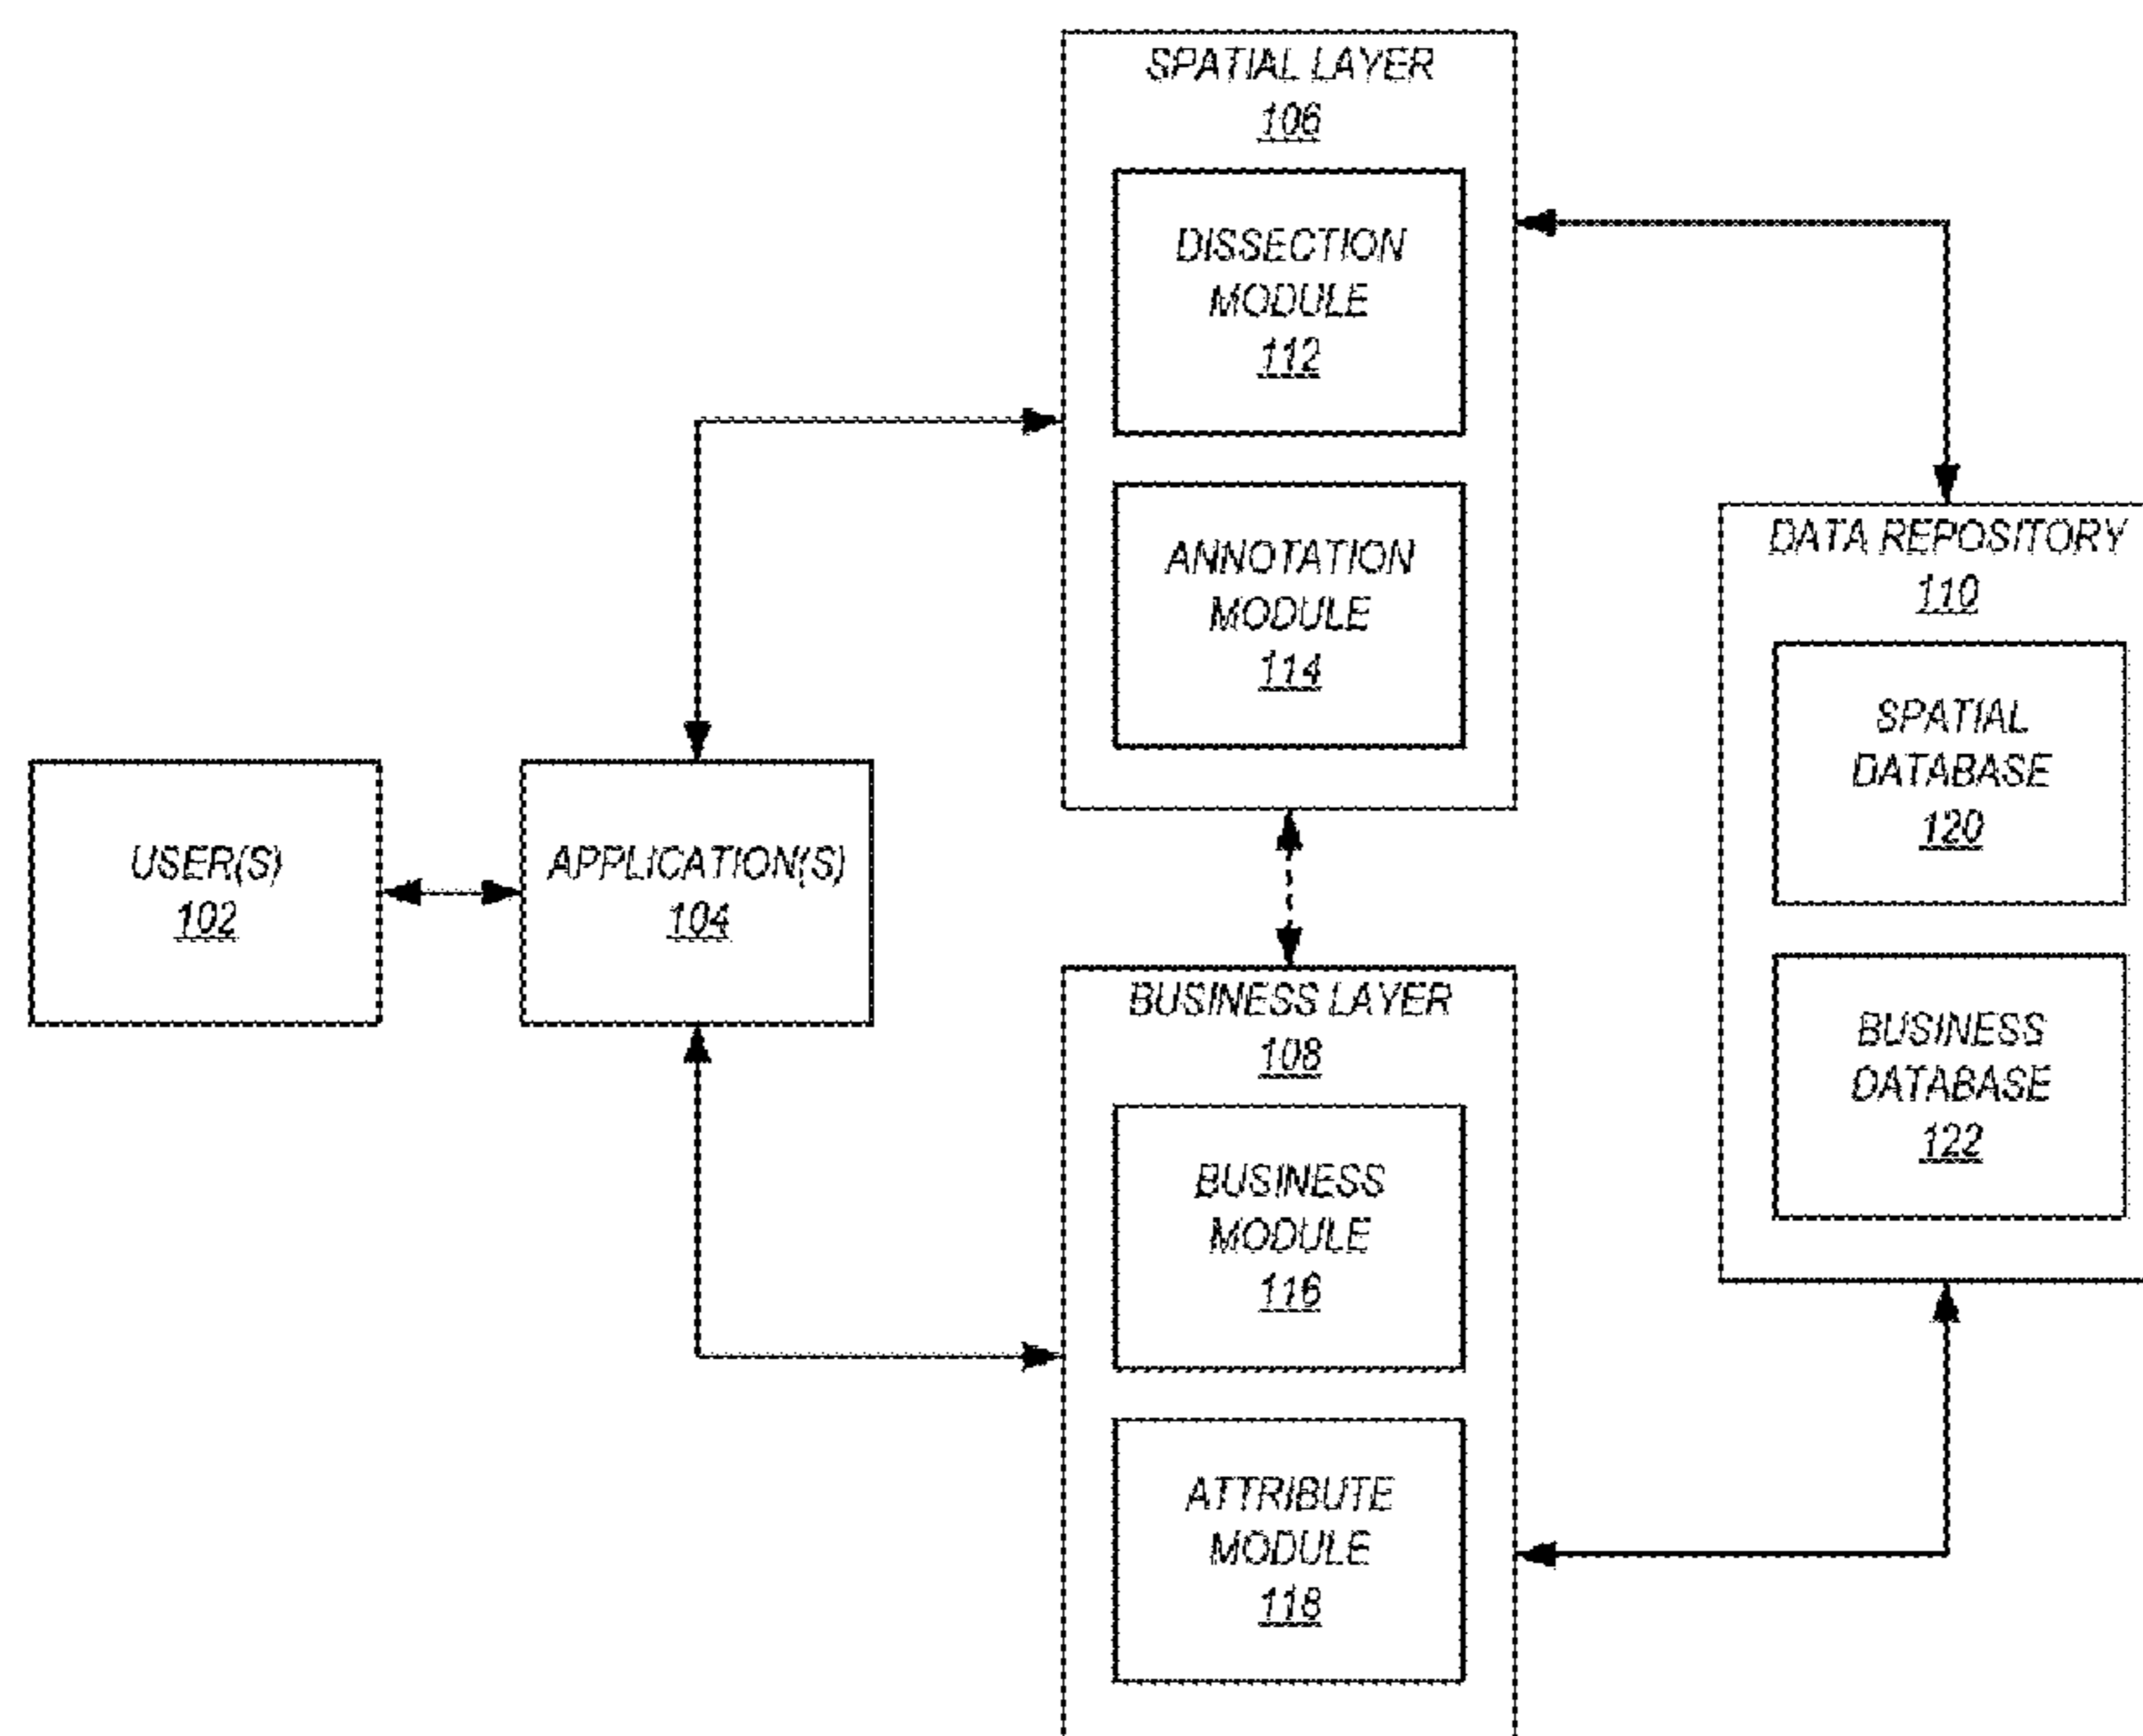 SPATIAL LAYER
106
DISSECTION
MODULE
112
ANNOTATION
MODULE
114
USER(S)
102
APPLICATION(S)
104
BUSINESS LAYER
108
BUSINESS
MODULE
116
ATTRIBUTE
MODULE
118
DATA REPOSITORY
110
SPATIAL
DATABASE
120
BUSINESS
DATABASE
122